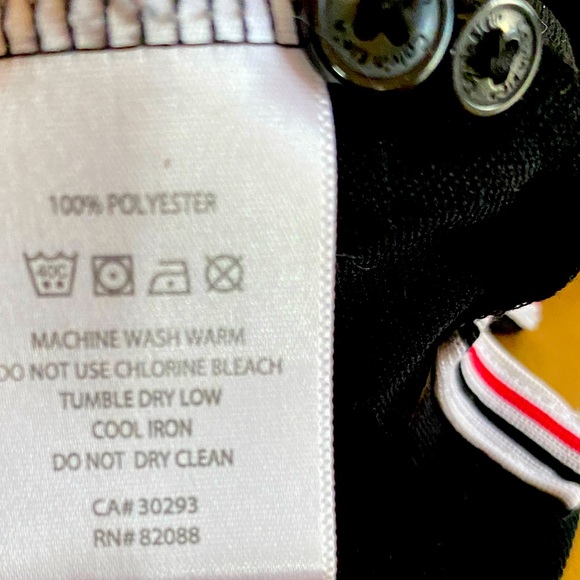 100% POLYESTER
40C
MACHINE WASH WARM
DO NOT USE CHLORINE BLEACH
TUMBLE DRY LOW
COOL IRON
DO NOT DRY CLEAN
CA# 30293
RN# 82088